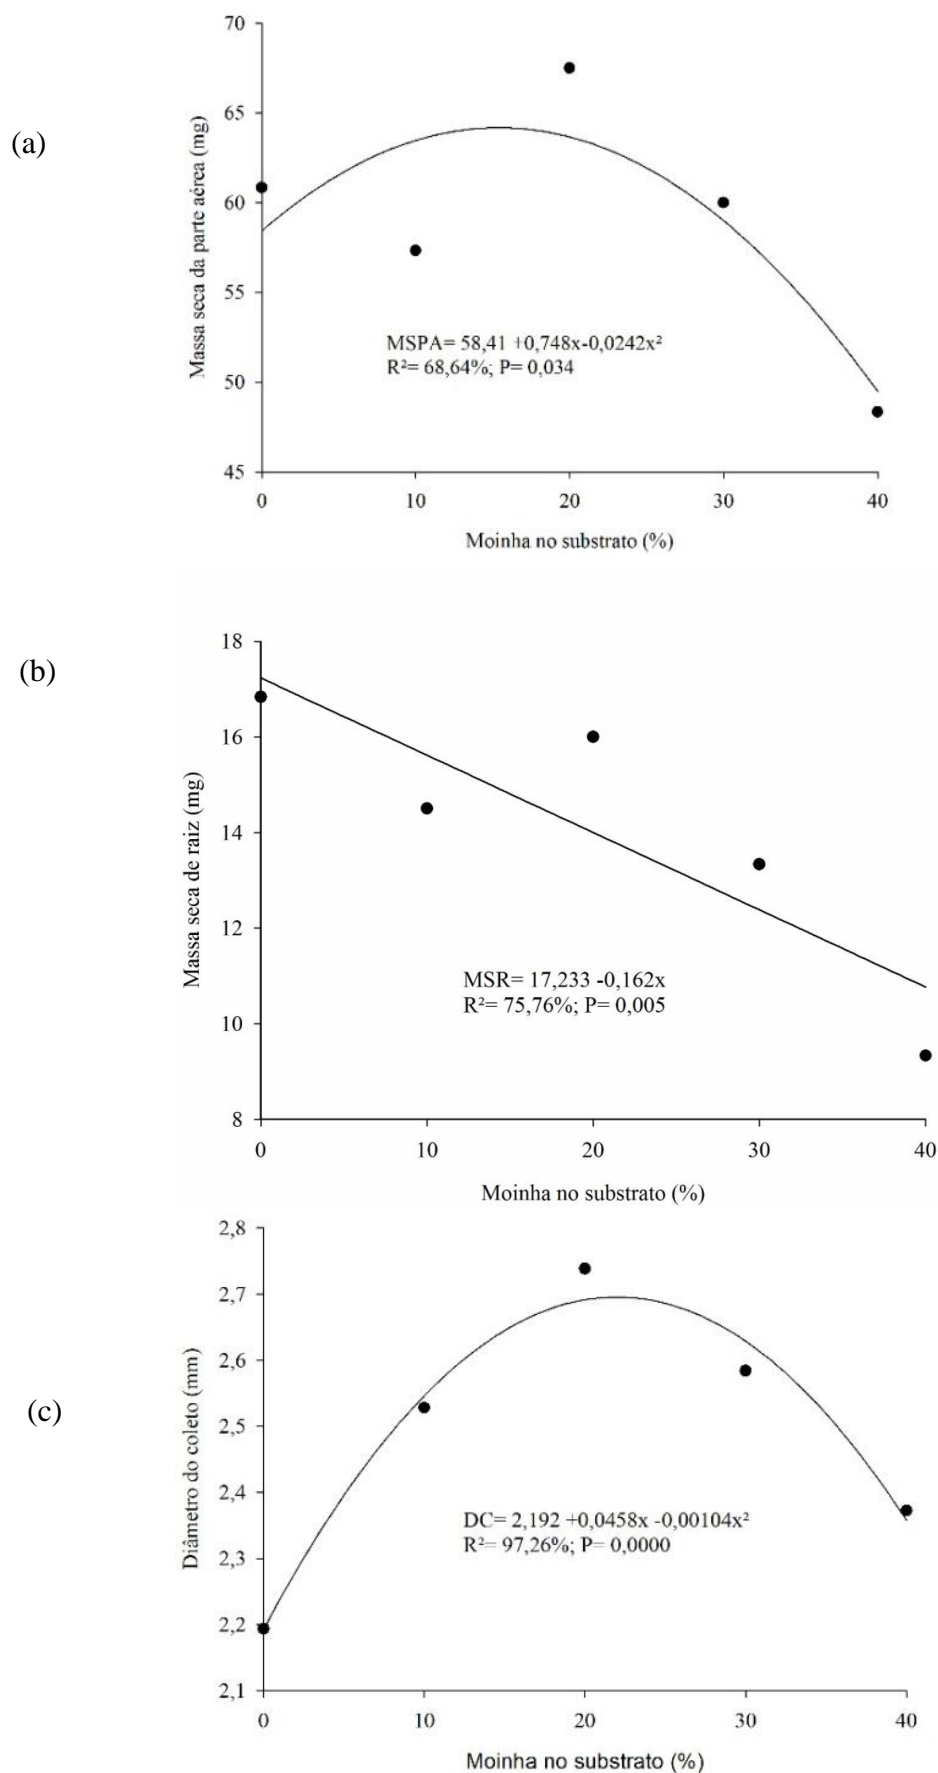 (a)
70
65
60
55
50
45
Massa seca da parte aérea (mg)
MSPA= 58,41 +0,748x-0,0242x²
R²= 68,64%; P= 0,034
0 10 20 30 40
Moinha no substrato (%)
(b)
18
16
14
12
10
8
Massa seca de raiz (mg)
MSR= 17,233 -0,162x
R²= 75,76%; P= 0,005
0 10 20 30 40
Moinha no substrato (%)
(c)
2,8
2,7
2,6
2,5
2,4
2,3
2,2
2,1
Diâmetro do coleto (mm)
DC= 2,192 +0,0458x -0,00104x²
R²= 97,26%; P= 0,0000
0 10 20 30 40
Moinha no substrato (%)